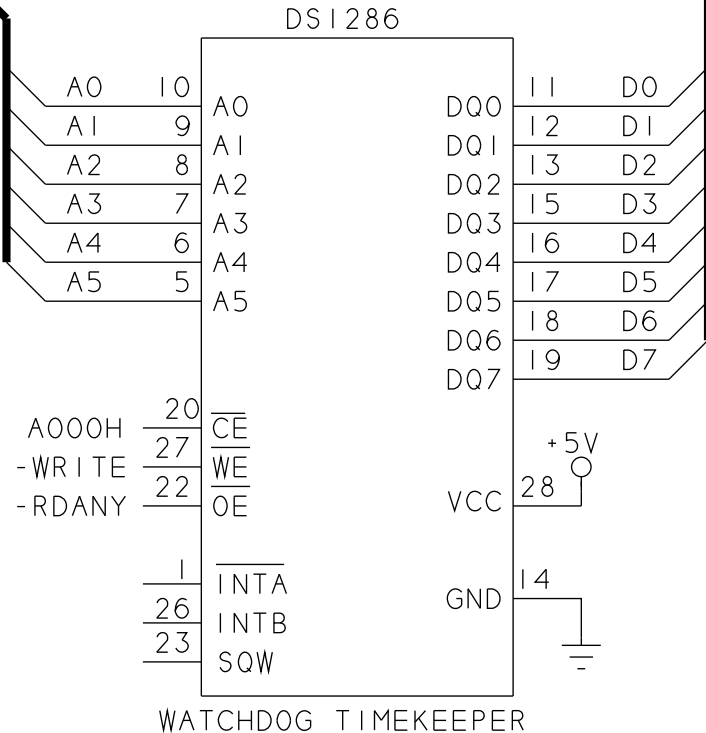 DS1286
A0 10 A0 DQ0 11 D0
A1 9 A1 DQ1 12 D1
A2 8 A2 DQ2 13 D2
A3 7 A3 DQ3 15 D3
A4 6 A4 DQ4 16 D4
A5 5 A5 DQ5 17 D5
DQ6 18 D6
DQ7 19 D7
A000H 20 CE
-WRITE 27 WE
-RDANY 22 OE
+5V
VCC 28
1 INTA
26 INTB
23 SQW
GND 14
WATCHDOG TIMEKEEPER